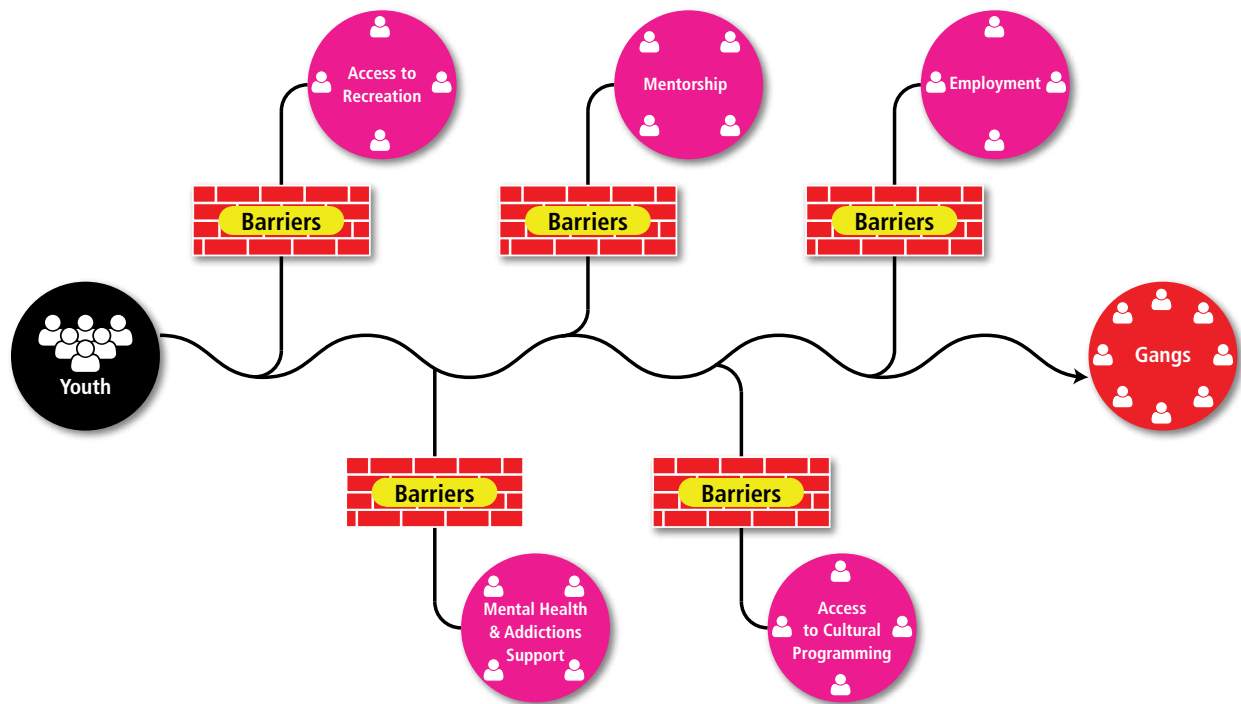 Access to
Recreation
Mentorship
Employment
Barriers
Barriers
Barriers
Youth
Gangs
Barriers
Barriers
Mental Health
& Addictions
Support
Access
to Cultural
Programming